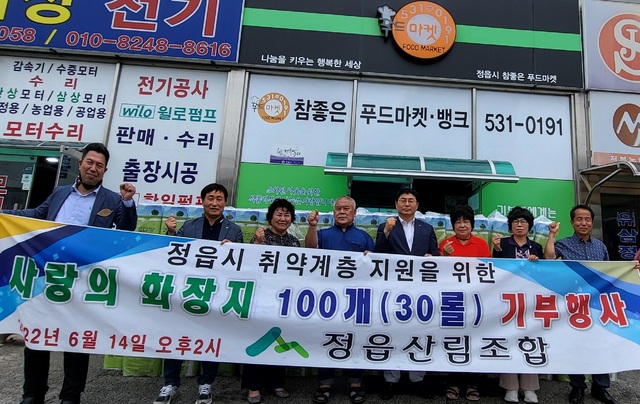 전기
058 / 010-8248-8616
마켓
FOOD MARKET
나눔을 키우는 행복한 세상
정읍시 참좋은 푸드마켓
감속기 / 수중모터
수 리
삼상모터
정용 / 농업용 / 공업용
모터수리
전기공사
wilo 윌로펌프
판매 · 수리
출장시공
마켓
참좋은 푸드마켓·뱅크 531-0191
정읍시 취약계층 지원을 위한
사랑의 화장지 100개(30롤) 기부행사
22년 6월 14일 오후2시
정읍산림조합